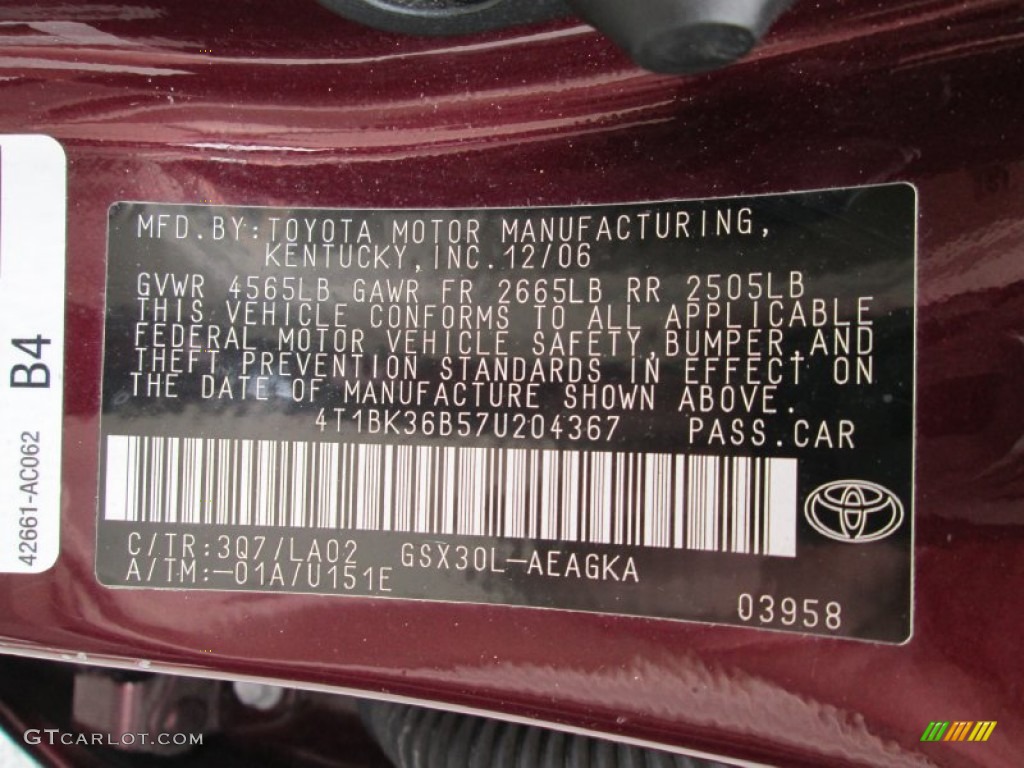 MFD.BY:TOYOTA MOTOR MANUFACTURING,
KENTUCKY,INC.12/06
GVWR 4565LB GAWR FR 2665LB RR 2505LB
THIS VEHICLE CONFORMS TO ALL APPLICABLE
FEDERAL MOTOR VEHICLE SAFETY,BUMPER,AND
THEFT PREVENTION STANDARDS IN EFFECT ON
THE DATE OF MANUFACTURE SHOWN ABOVE.
4T1BK36B57U204367 PASS.CAR
C/TR:3Q7/LA02 GSX30L-AEAGKA
A/TM:-01A/U151E
03958
B4
42661-AC062
GTCARLOT.COM